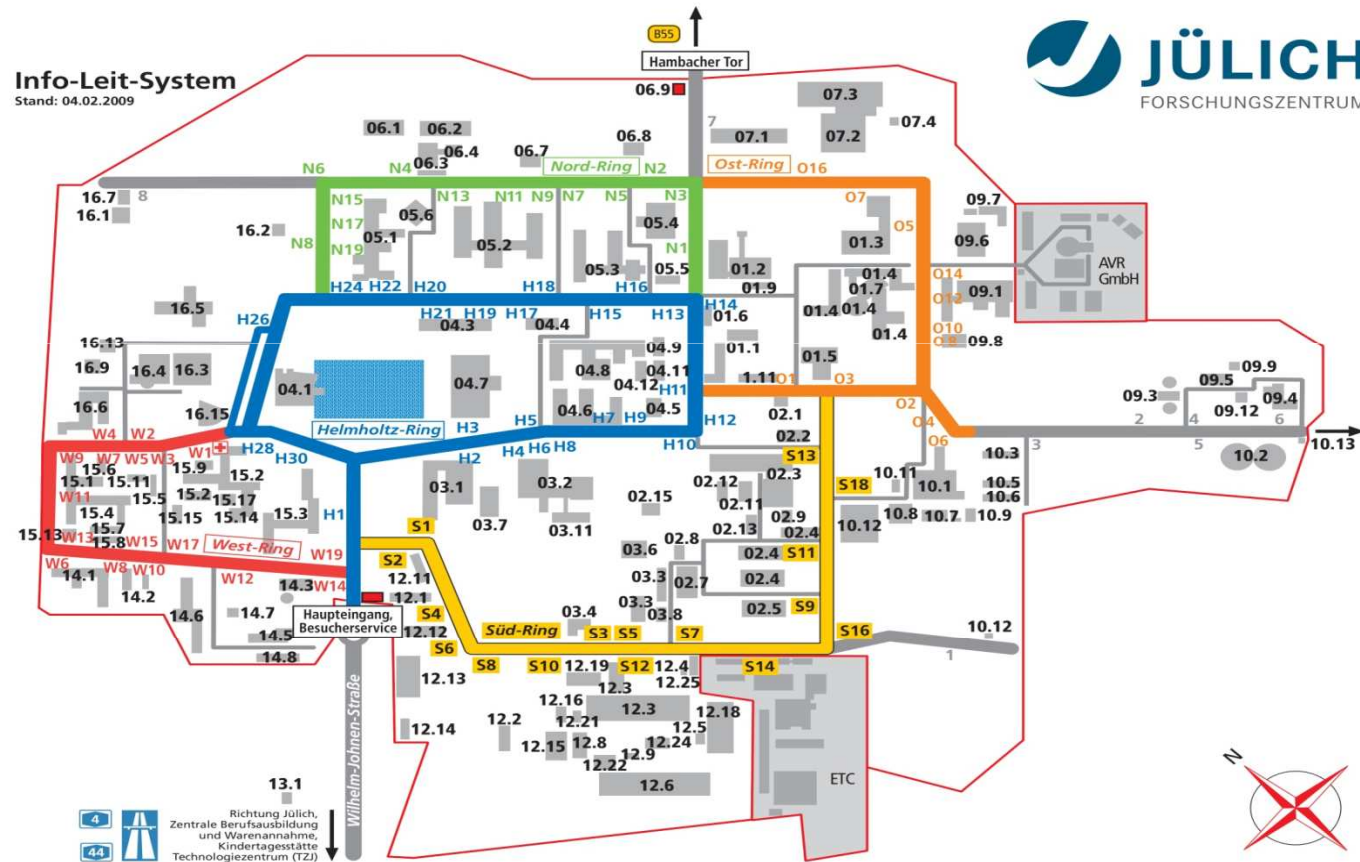 Info-Leit-System
Stand: 04.02.2009
B55
Hambacher Tor
JÜLICH
FORSCHUNGSZENTRUM
06.9
7
07.3
07.1
07.2
07.4
06.1
06.2
06.4
06.3
06.7
06.8
N6
N4
Nord-Ring
N2
Ost-Ring
O16
16.7
16.1
8
16.2
N15
N17
N19
N8
05.1
05.6
N13
N11
N9
N7
N5
N3
05.2
05.3
05.4
N1
05.5
O7
O5
01.3
01.2
01.9
01.4
01.7
01.4
01.4
01.4
09.7
09.6
O14
O12
09.1
O10
O8
09.8
AVR
GmbH
H24
H22
H20
H18
H16
H14
H26
H21
H19
H17
H15
H13
16.5
04.3
04.4
01.6
01.1
01.5
1.11
O1
O3
16.13
16.9
16.4
16.3
16.6
16.15
04.1
04.7
04.8
04.9
04.11
04.12
H11
04.6
04.5
H3
H5
H7
H9
H12
02.1
O2
O4
O6
09.9
09.5
09.3
09.12
09.4
2
4
6
3
5
10.13
10.2
W4
W2
W1
H28
H30
Helmholtz-Ring
H2
H4
H6
H8
H10
W9
W7
W5
W3
15.6
15.1
15.11
15.9
15.2
W11
15.5
15.2
15.17
15.4
15.7
15.15
15.14
15.3
15.13
W13
15.8
W15
W17
West-Ring
H1
W19
W14
W6
14.1
W8
W10
14.2
W12
14.3
14.6
14.7
14.5
14.8
03.1
03.7
03.2
03.11
02.15
02.2
S13
02.3
02.12
02.11
02.13
02.9
02.4
S11
S18
10.11
10.1
10.12
10.8
10.7
10.9
10.3
10.5
10.6
S1
S2
03.6
02.8
02.4
02.4
02.7
02.5
S9
03.3
03.3
03.8
03.4
12.11
12.1
12.12
S4
S6
Haupteingang,
Besucherservice
Süd-Ring
S3
S5
S7
S16
10.12
1
S8
S10
12.19
S12
12.4
S14
12.25
12.13
12.3
12.3
12.16
12.21
12.14
12.2
12.15
12.8
12.22
12.9
12.24
12.5
12.18
12.6
ETC
Wilhelm-Johnen-Straße
13.1
4
44
Richtung Jülich,
Zentrale Berufsausbildung
und Warenannahme,
Kindertagesstätte
Technologiezentrum (TZJ)
N